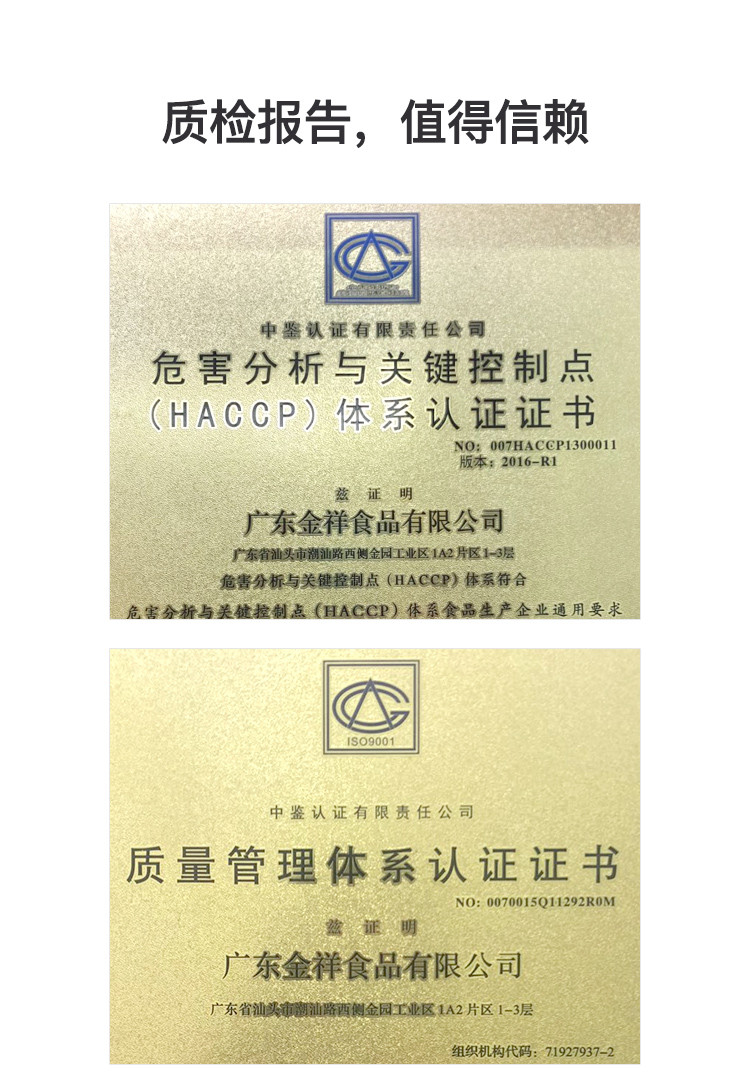 质检报告，值得信赖
中鉴认证有限责任公司
危害分析与关键控制点
(HACCP)体系认证证书
NO: 007HACCP1300011
版本: 2016-R1
兹 证 明
广东金祥食品有限公司
广东省汕头市潮汕路西侧金园工业区1A2片区1-3层
危害分析与关键控制点(HACCP)体系符合
危害分析与关键控制点(HACCP)体系食品生产企业通用要求
ISO9001
中鉴认证有限责任公司
质量管理体系认证证书
NO: 0070015Q11292R0M
兹 证 明
广东金祥食品有限公司
广东省汕头市潮汕路西侧金园工业区1A2片区1-3层
组织机构代码: 71927937-2